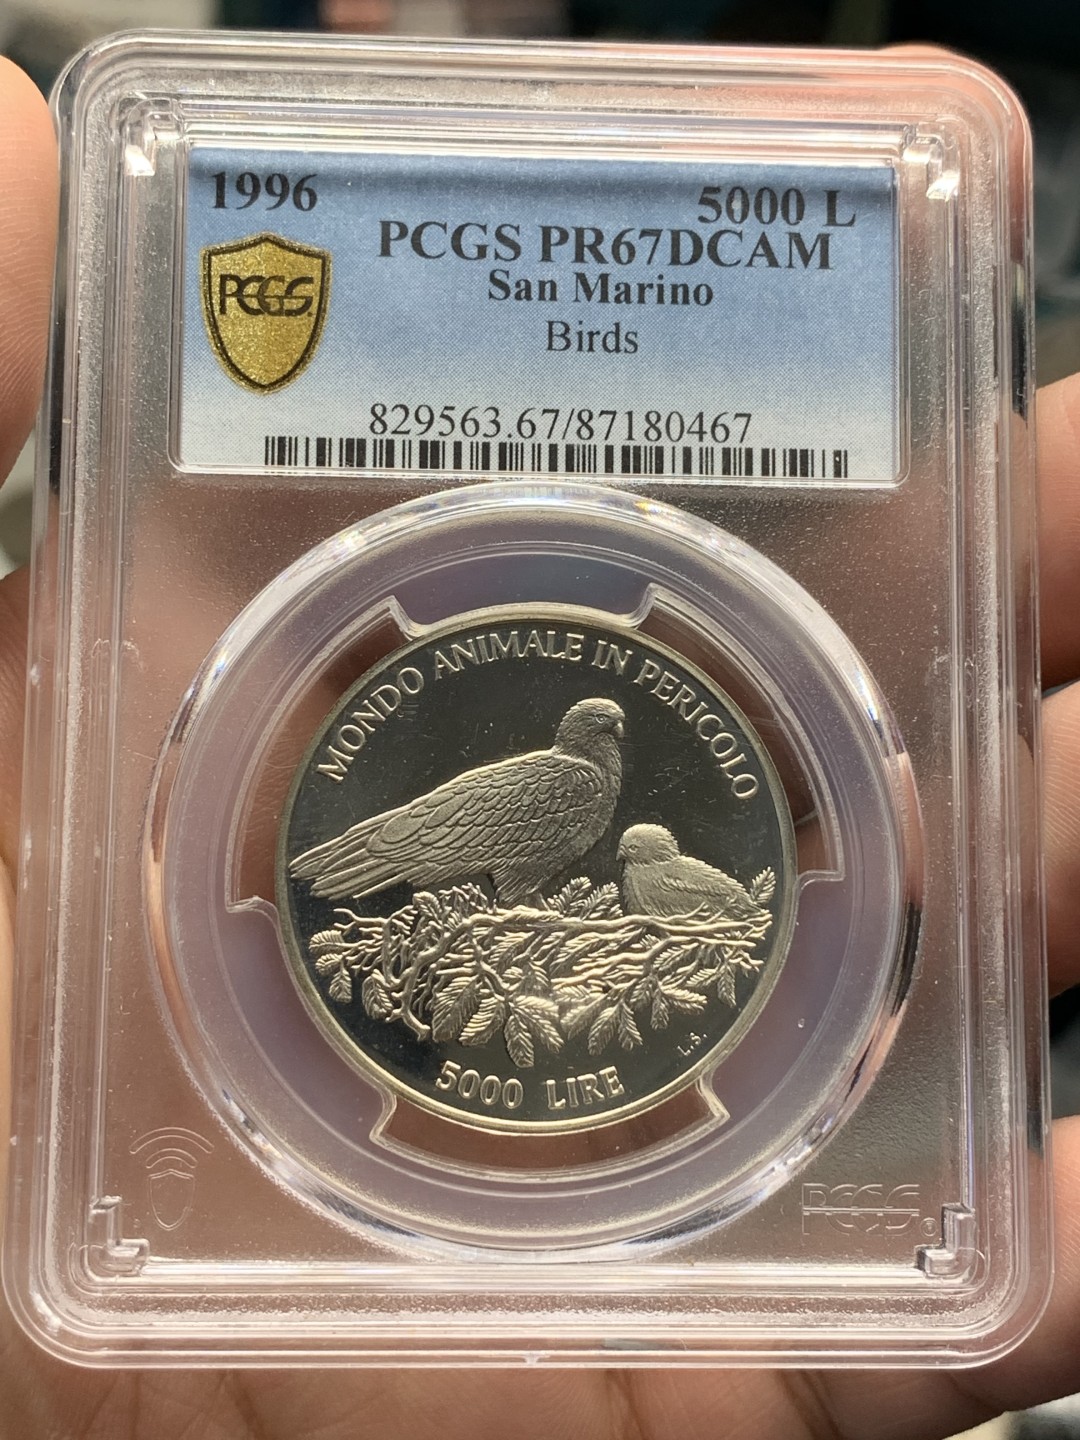 1996
5000 L
PCGS PR67DCAM
San Marino
Birds
PCGS
829563.67/87180467
MONDO ANIMALE IN PERICOLO
L.S.
5000 LIRE
PCGS